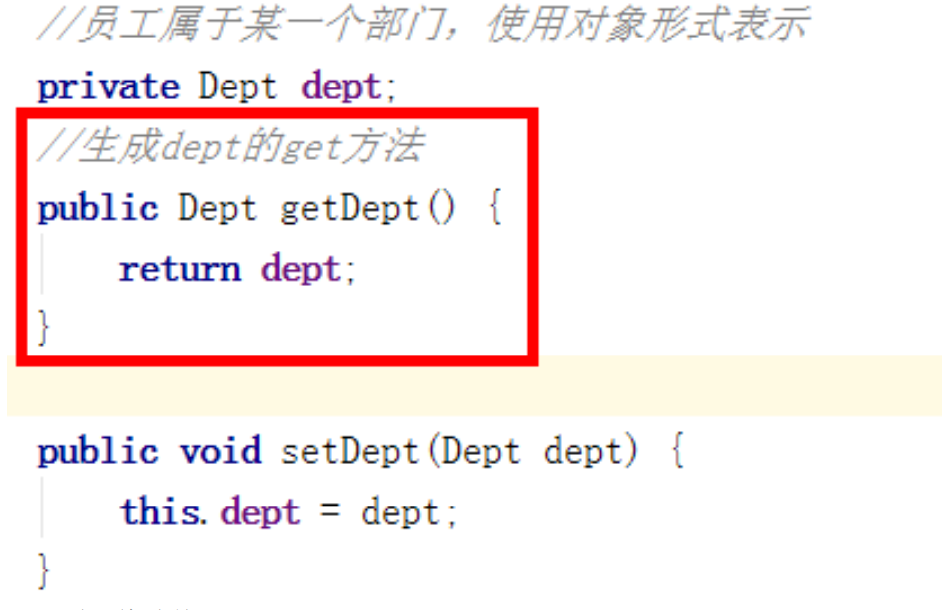 //员工属于某一个部门，使用对象形式表示
private Dept dept;
//生成dept的get方法
public Dept getDept() {
return dept;
}
public void setDept(Dept dept) {
this.dept = dept;
}